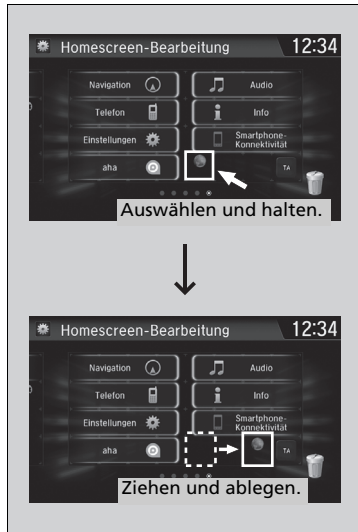 Homescreen-Bearbeitung 12:34
Navigation Audio
Telefon Info
Einstellungen Smartphone-
Konnektivität
aha TA
Auswählen und halten.
Homescreen-Bearbeitung 12:34
Navigation Audio
Telefon Info
Einstellungen Smartphone-
Konnektivität
aha TA
Ziehen und ablegen.